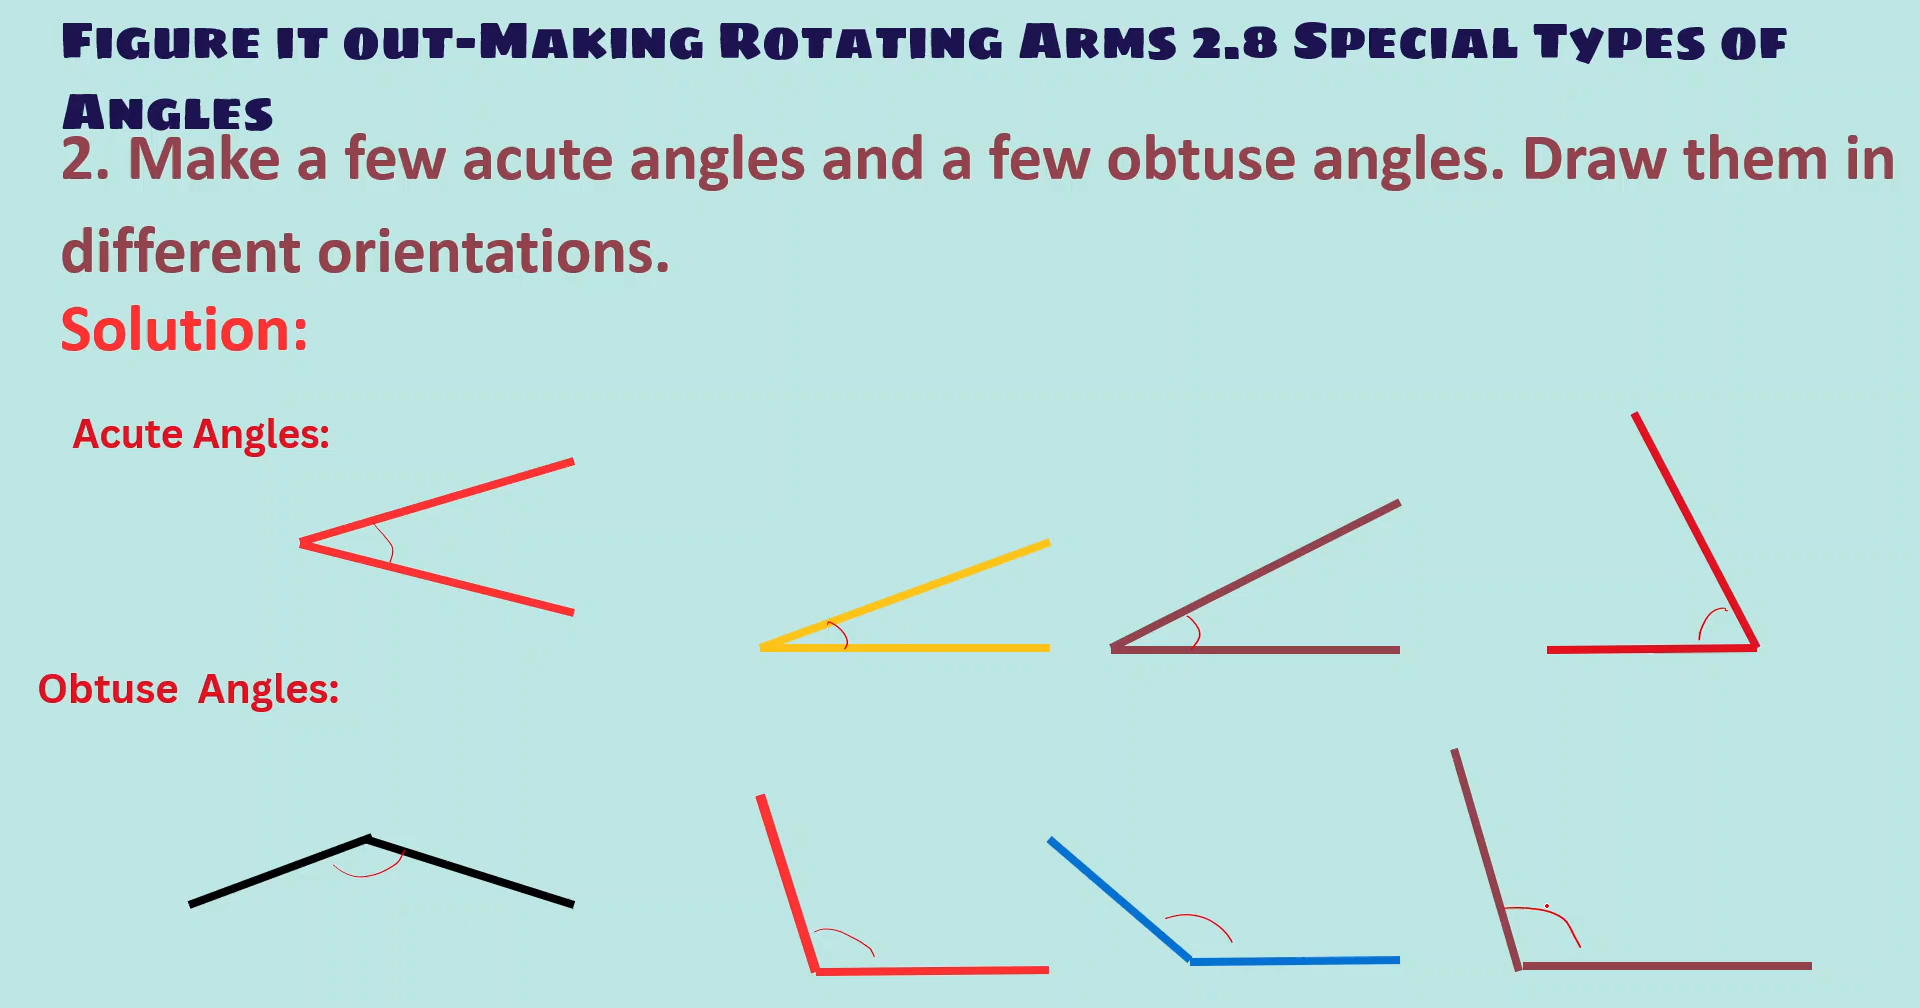 Figure it out-Making Rotating Arms 2.8 Special Types of
Angles
2. Make a few acute angles and a few obtuse angles. Draw them in
different orientations.
Solution:
Acute Angles:
Obtuse Angles: